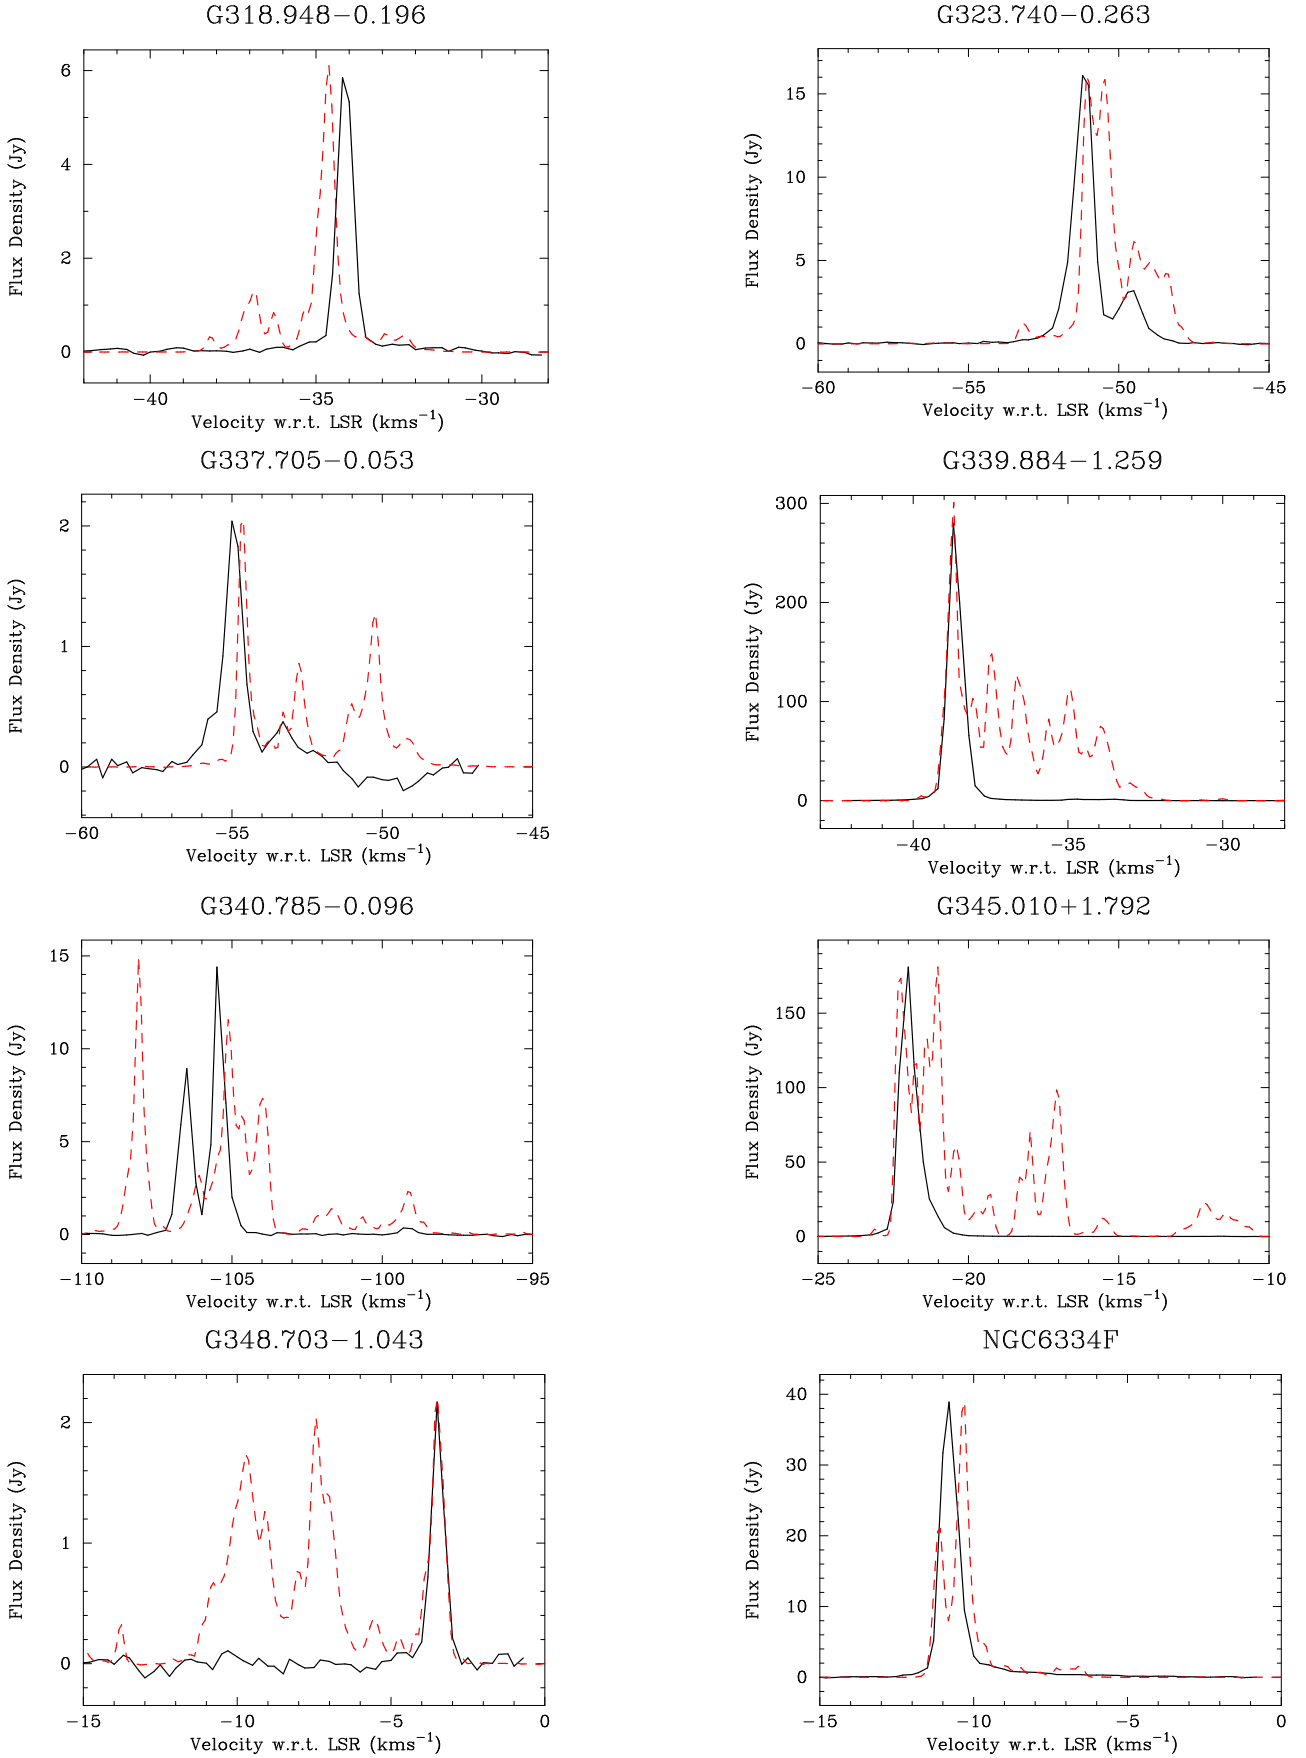 G318.948−0.196
Flux Density (Jy)
6
4
2
0
−40
−35
−30
Velocity w.r.t. LSR (kms⁻¹)
G323.740−0.263
Flux Density (Jy)
15
10
5
0
−60
−55
−50
−45
Velocity w.r.t. LSR (kms⁻¹)
G337.705−0.053
Flux Density (Jy)
2
1
0
−60
−55
−50
−45
Velocity w.r.t. LSR (kms⁻¹)
G339.884−1.259
Flux Density (Jy)
300
200
100
0
−40
−35
−30
Velocity w.r.t. LSR (kms⁻¹)
G340.785−0.096
Flux Density (Jy)
15
10
5
0
−110
−105
−100
−95
Velocity w.r.t. LSR (kms⁻¹)
G345.010+1.792
Flux Density (Jy)
150
100
50
0
−25
−20
−15
−10
Velocity w.r.t. LSR (kms⁻¹)
G348.703−1.043
Flux Density (Jy)
2
1
0
−15
−10
−5
0
Velocity w.r.t. LSR (kms⁻¹)
NGC6334F
Flux Density (Jy)
40
30
20
10
0
−15
−10
−5
0
Velocity w.r.t. LSR (kms⁻¹)